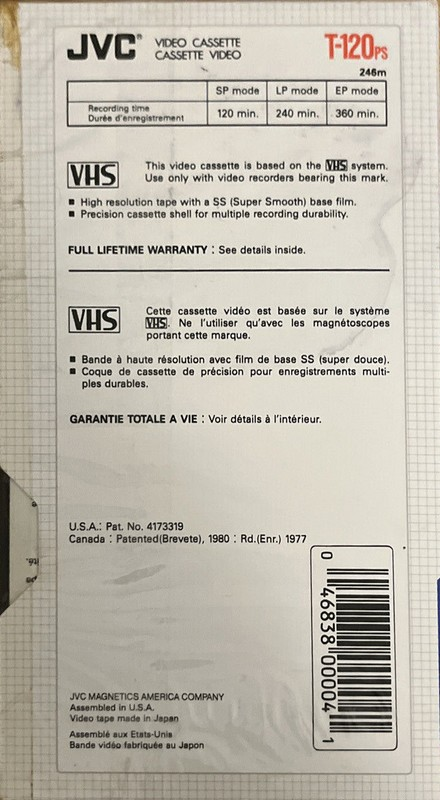 JVC® VIDEO CASSETTE T-120PS
CASSETTE VIDEO
246m
SP mode LP mode EP mode
Recording time 120 min. 240 min. 360 min.
Durée d'enregistrement
VHS This video cassette is based on the VHS system.
Use only with video recorders bearing this mark.
■ High resolution tape with a SS (Super Smooth) base film.
■ Precision cassette shell for multiple recording durability.
FULL LIFETIME WARRANTY : See details inside.
VHS Cette cassette vidéo est basée sur le système
VHS. Ne l'utiliser qu'avec les magnétoscopes
portant cette marque.
■ Bande à haute résolution avec film de base SS (super douce).
■ Coque de cassette de précision pour enregistrements multi-
ples durables.
GARANTIE TOTALE A VIE : Voir détails à l'intérieur.
U.S.A.: Pat. No. 4173319
Canada : Patented(Brevete), 1980 : Rd.(Enr.) 1977
0 46838 00004 1
JVC MAGNETICS AMERICA COMPANY
Assembled in U.S.A.
Video tape made in Japan
Assemblé aux Etats-Unis
Bande vidéo fabriquée au Japon